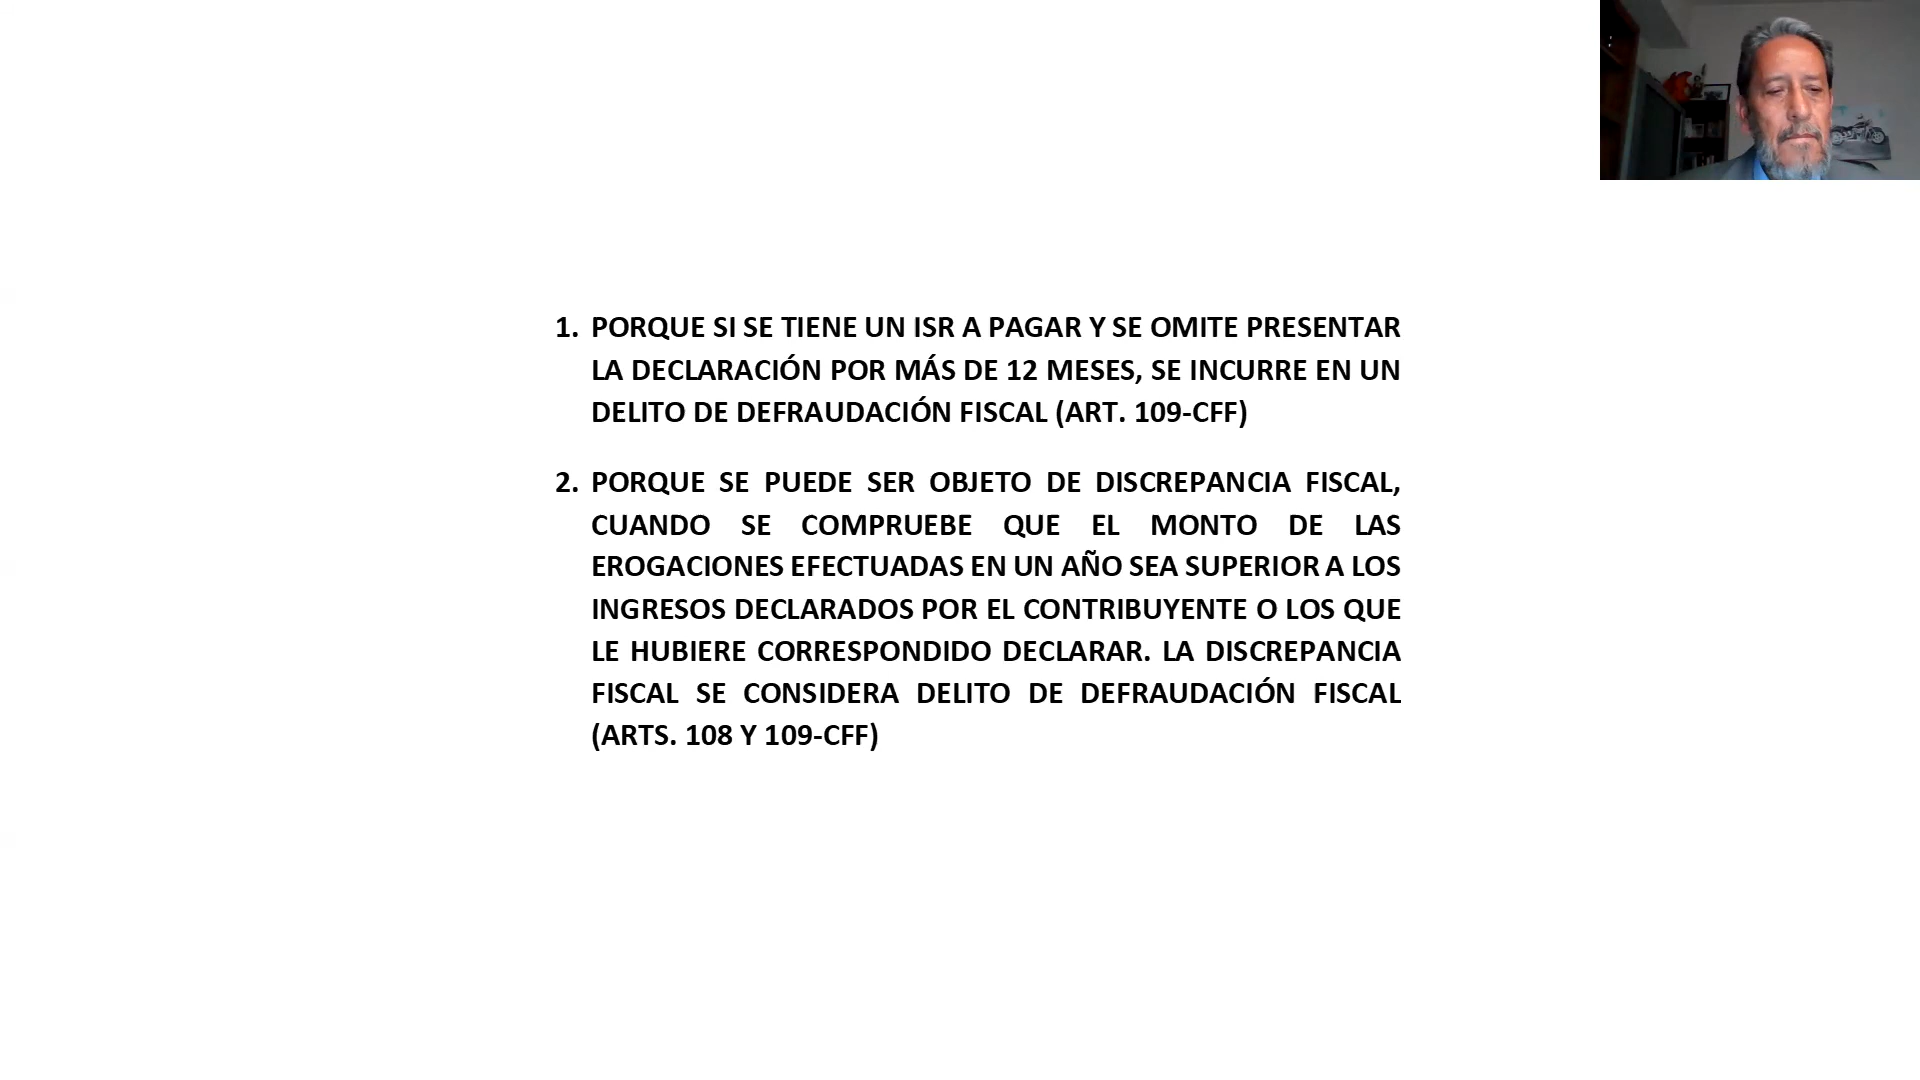 1. PORQUE SI SE TIENE UN ISR A PAGAR Y SE OMITE PRESENTAR
LA DECLARACIÓN POR MÁS DE 12 MESES, SE INCURRE EN UN
DELITO DE DEFRAUDACIÓN FISCAL (ART. 109-CFF)
2. PORQUE SE PUEDE SER OBJETO DE DISCREPANCIA FISCAL,
CUANDO SE COMPRUEBE QUE EL MONTO DE LAS
EROGACIONES EFECTUADAS EN UN AÑO SEA SUPERIOR A LOS
INGRESOS DECLARADOS POR EL CONTRIBUYENTE O LOS QUE
LE HUBIERE CORRESPONDIDO DECLARAR. LA DISCREPANCIA
FISCAL SE CONSIDERA DELITO DE DEFRAUDACIÓN FISCAL
(ARTS. 108 Y 109-CFF)